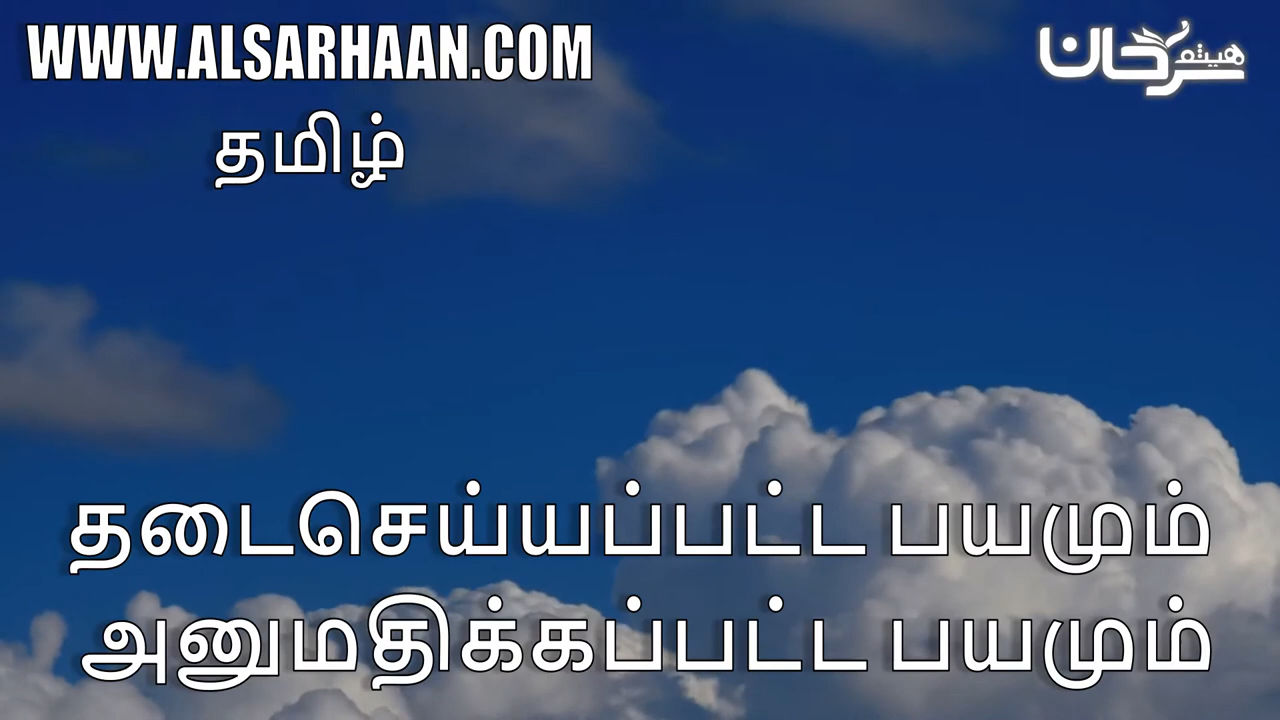 WWW.ALSARHAAN.COM
هيثم سرحان
தமிழ்
தடைசெய்யப்பட்ட பயமும்
அனுமதிக்கப்பட்ட பயமும்